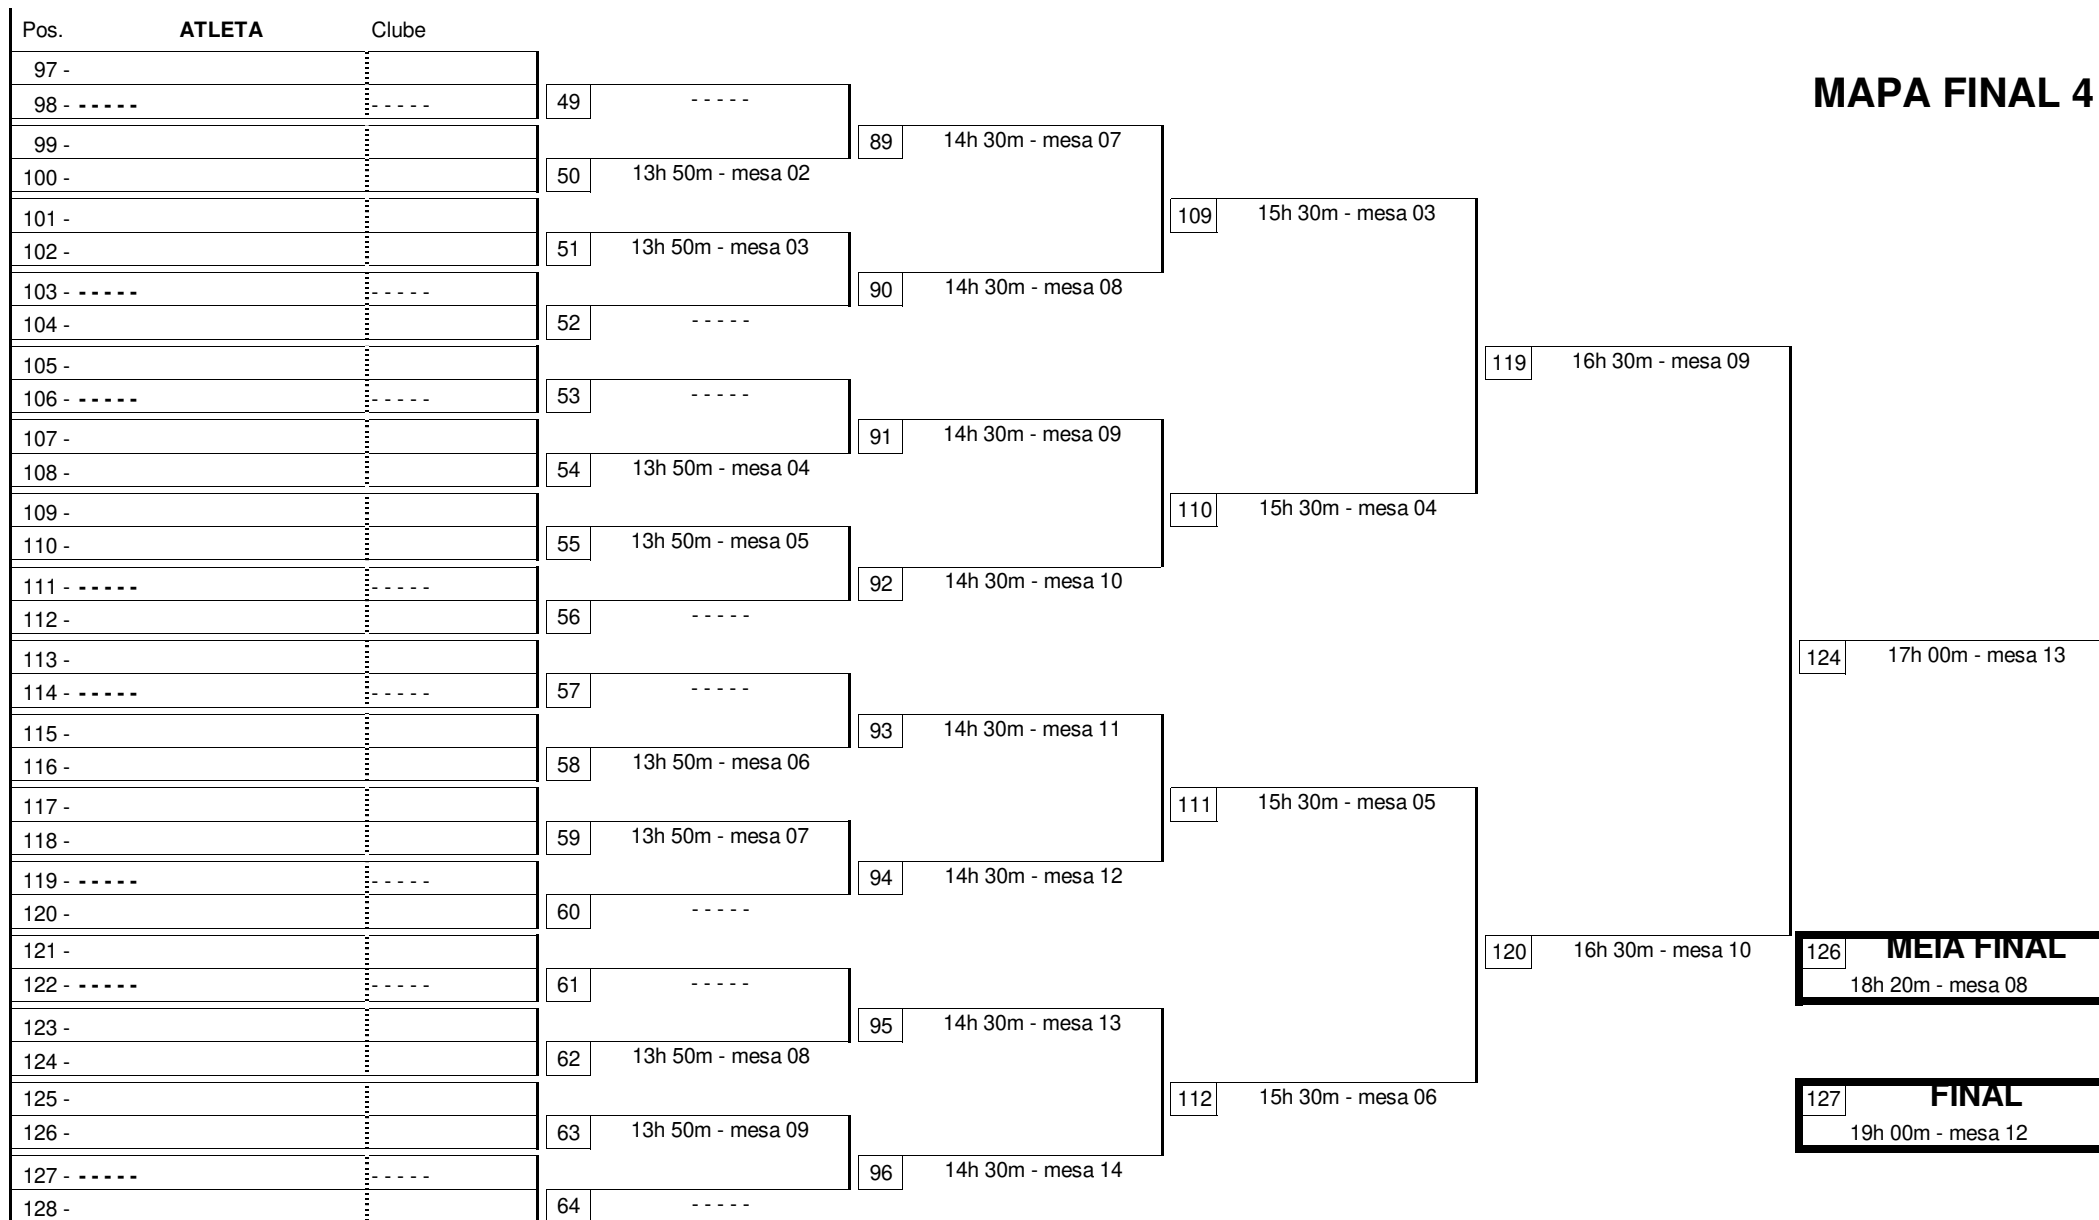 Pos. ATLETA Clube
97 -
MAPA FINAL 4
98 - - - - - - - - - - - 49 - - - - -
99 - 89 14h 30m - mesa 07
100 - 50 13h 50m - mesa 02
101 - 109 15h 30m - mesa 03
102 - 51 13h 50m - mesa 03
103 - - - - - - - - - - - 90 14h 30m - mesa 08
104 - 52 - - - - -
105 - 119 16h 30m - mesa 09
106 - - - - - - - - - - - 53 - - - - -
107 - 91 14h 30m - mesa 09
108 - 54 13h 50m - mesa 04
109 - 110 15h 30m - mesa 04
110 - 55 13h 50m - mesa 05
111 - - - - - - - - - - - 92 14h 30m - mesa 10
112 - 56 - - - - -
113 - 124 17h 00m - mesa 13
114 - - - - - - - - - - - 57 - - - - -
115 - 93 14h 30m - mesa 11
116 - 58 13h 50m - mesa 06
117 - 111 15h 30m - mesa 05
118 - 59 13h 50m - mesa 07
119 - - - - - - - - - - - 94 14h 30m - mesa 12
120 - 60 - - - - -
121 - 120 16h 30m - mesa 10 126 MEIA FINAL
122 - - - - - - - - - - - 61 - - - - - 18h 20m - mesa 08
123 - 95 14h 30m - mesa 13
124 - 62 13h 50m - mesa 08
125 - 112 15h 30m - mesa 06 127 FINAL
126 - 63 13h 50m - mesa 09 19h 00m - mesa 12
127 - - - - - - - - - - - 96 14h 30m - mesa 14
128 - 64 - - - - -